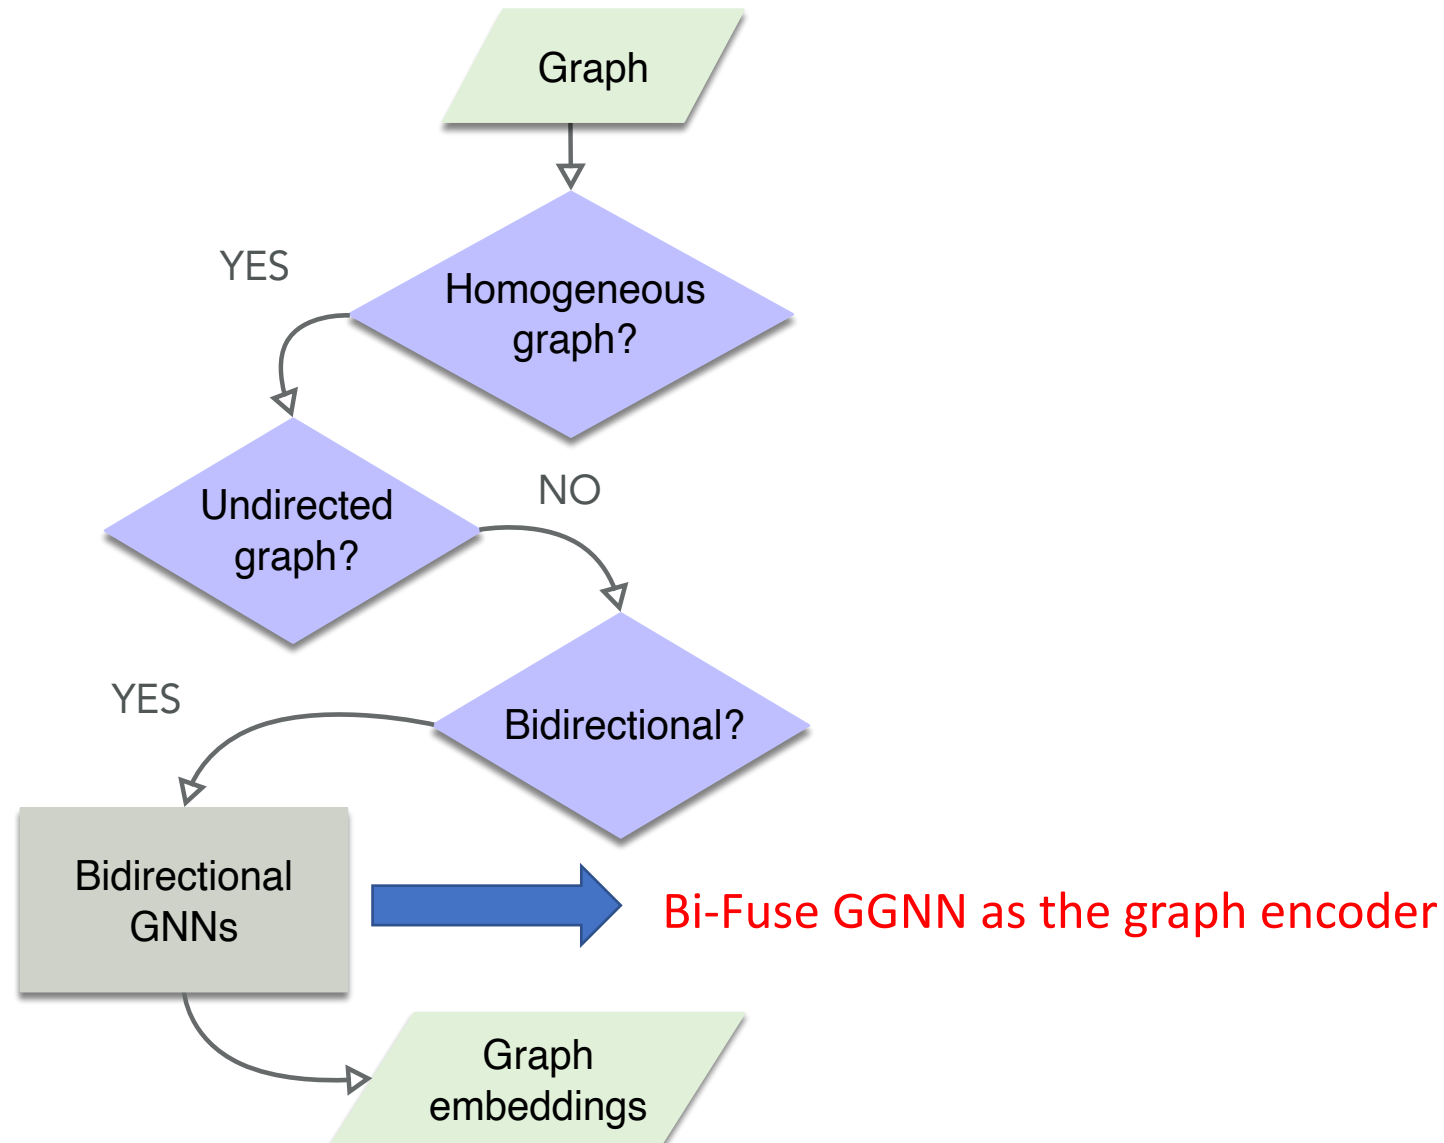 Graph
YES
Homogeneous
graph?
Undirected
graph?
NO
YES
Bidirectional?
Bidirectional
GNNs
Bi-Fuse GGNN as the graph encoder
Graph
embeddings